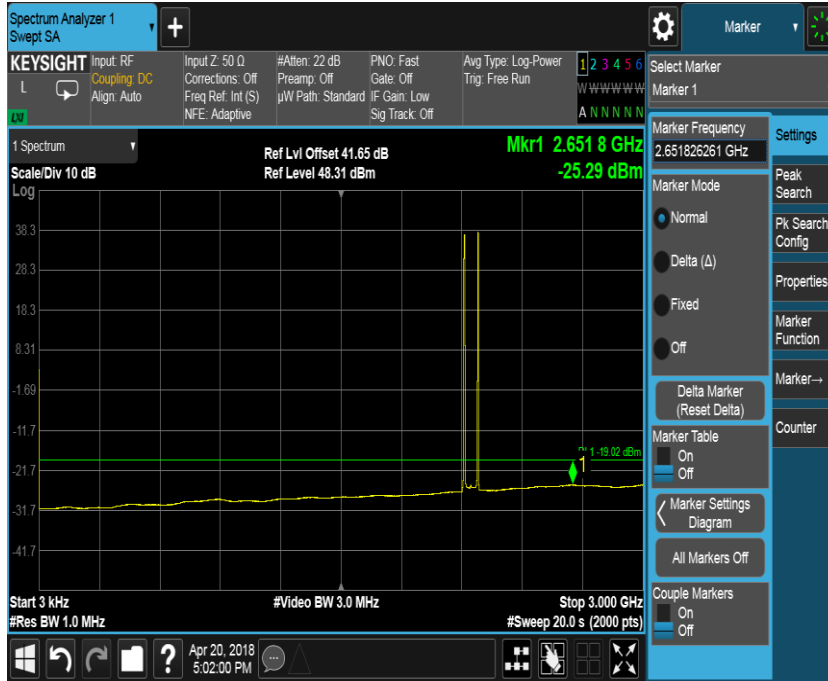 Spectrum Analyzer 1
Swept SA
+
Marker
KEYSIGHT
L
LXI
Input: RF
Coupling: DC
Align: Auto
Input Z: 50 Ω
Corrections: Off
Freq Ref: Int (S)
NFE: Adaptive
#Atten: 22 dB
Preamp: Off
µW Path: Standard
PNO: Fast
Gate: Off
IF Gain: Low
Sig Track: Off
Avg Type: Log-Power
Trig: Free Run
1 2 3 4 5 6
W W W W W W
A N N N N N
Select Marker
Marker 1
1 Spectrum
Scale/Div 10 dB
Log
Ref Lvl Offset 41.65 dB
Ref Level 48.31 dBm
Mkr1 2.651 8 GHz
-25.29 dBm
38.3
28.3
18.3
8.31
-1.69
-11.7
-21.7
-31.7
-41.7
1 -19.02 dBm
1
Start 3 kHz
#Res BW 1.0 MHz
#Video BW 3.0 MHz
Stop 3.000 GHz
#Sweep 20.0 s (2000 pts)
Marker Frequency
2.651826261 GHz
Marker Mode
Normal
Delta (Δ)
Fixed
Off
Delta Marker
(Reset Delta)
Marker Table
On
Off
Marker Settings
Diagram
All Markers Off
Couple Markers
On
Off
Settings
Peak
Search
Pk Search
Config
Properties
Marker
Function
Marker→
Counter
?
Apr 20, 2018
5:02:00 PM